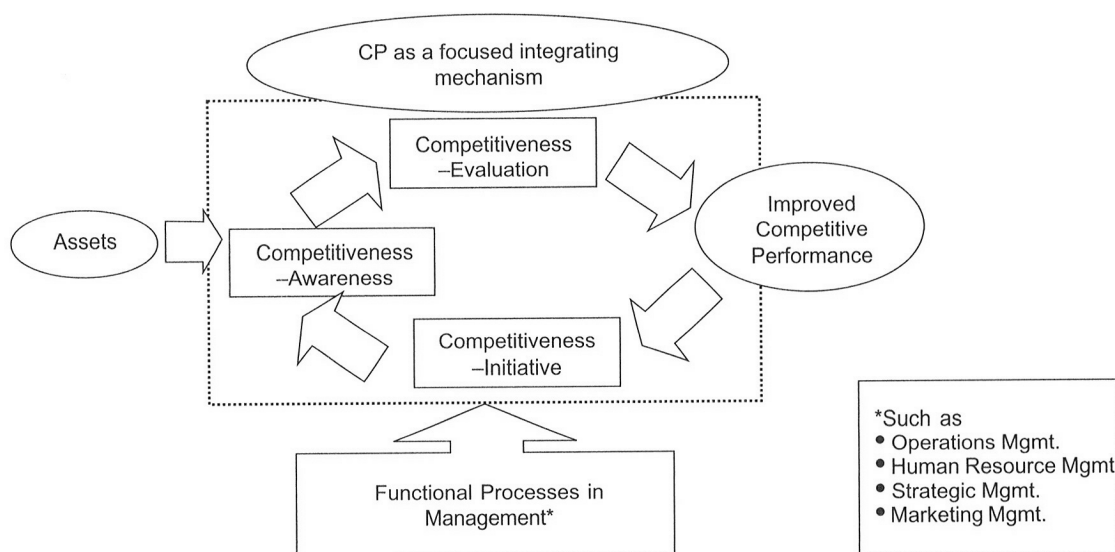 CP as a focused integrating
mechanism
Competitiveness
–Evaluation
Improved
Competitive
Performance
Assets
Competitiveness
–Awareness
Competitiveness
–Initiative
Functional Processes in
Management*
*Such as
• Operations Mgmt.
• Human Resource Mgmt
• Strategic Mgmt.
• Marketing Mgmt.